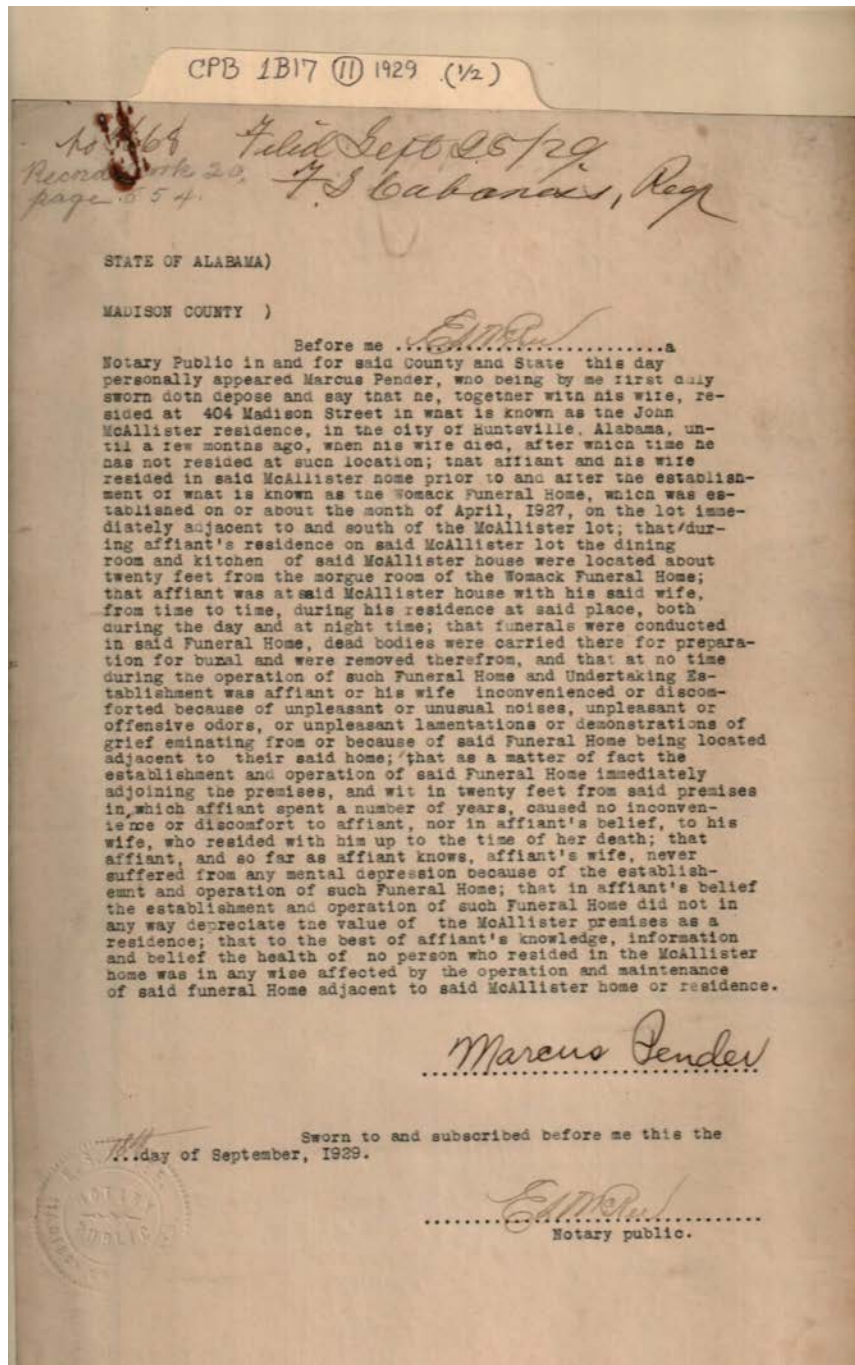 CPB 1B17 (11) 1929 (1/2)
Filed Sept 25/29
Record Book 20
page 554.
F S Cabaniss, Regr
STATE OF ALABAMA)
MADISON COUNTY )
Before me ..........................a
Notary Public in and for said County and State this day
personally appeared Marcus Pender, who being by me first duly
sworn doth depose and say that he, together with his wife, re-
sided at 404 Madison Street in what is known as the John
McAllister residence, in the city of Huntsville, Alabama, un-
til a few months ago, when his wife died, after which time he
has not resided at such location; that affiant and his wife
resided in said McAllister home prior to and after the establish-
ment of what is known as the Womack Funeral Home, which was es-
tablished on or about the month of April, 1927, on the lot imme-
diately adjacent to and south of the McAllister lot; that/dur-
ing affiant's residence on said McAllister lot the dining
room and kitchen of said McAllister house were located about
twenty feet from the morgue room of the Womack Funeral Home;
that affiant was at said McAllister house with his said wife,
from time to time, during his residence at said place, both
during the day and at night time; that funerals were conducted
in said Funeral Home, dead bodies were carried there for prepara-
tion for burial and were removed therefrom, and that at no time
during the operation of such Funeral Home and Undertaking Es-
tablishment was affiant or his wife inconvenienced or discom-
forted because of unpleasant or unusual noises, unpleasant or
offensive odors, or unpleasant lamentations or demonstrations of
grief eminating from or because of said Funeral Home being located
adjacent to their said home; that as a matter of fact the
establishment and operation of said Funeral Home immediately
adjoining the premises, and wit in twenty feet from said premises
in which affiant spent a number of years, caused no inconven-
ience or discomfort to affiant, nor in affiant's belief, to his
wife, who resided with him up to the time of her death; that
affiant, and so far as affiant knows, affiant's wife, never
suffered from any mental depression because of the establish-
emnt and operation of such Funeral Home; that in affiant's belief
the establishment and operation of such Funeral Home did not in
any way depreciate the value of the McAllister premises as a
residence; that to the best of affiant's knowledge, information
and belief the health of no person who resided in the McAllister
home was in any wise affected by the operation and maintenance
of said funeral Home adjacent to said McAllister home or residence.
Marcus Pender
Sworn to and subscribed before me this the
18th day of September, 1929.
Notary public.
NOTARY
PUBLIC